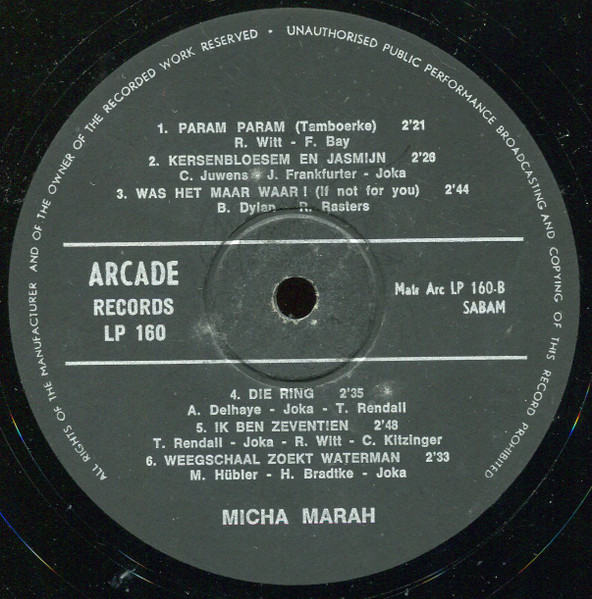 ALL RIGHTS OF THE MANUFACTURER AND OF THE OWNER OF THE RECORDED WORK RESERVED • UNAUTHORISED PUBLIC PERFORMANCE BROADCASTING AND COPYING OF THIS RECORD PROHIBITED
1. PARAM PARAM (Tamboerke) 2'21
R. Witt - F. Bay
2. KERSENBLOESEM EN JASMIJN 2'26
C. Juwens - J. Frankfurter - Joka
3. WAS HET MAAR WAAR! (If not for you) 2'44
B. Dylan - R. Rasters
ARCADE
RECORDS
LP 160
Matr Arc LP 160-B
SABAM
4. DIE RING 2'35
A. Delhaye - Joka - T. Rendall
5. IK BEN ZEVENTIEN 2'48
T. Rendall - Joka - R. Witt - C. Kitzinger
6. WEEGSCHAAL ZOEKT WATERMAN 2'33
M. Hübler - H. Bradtke - Joka
MICHA MARAH